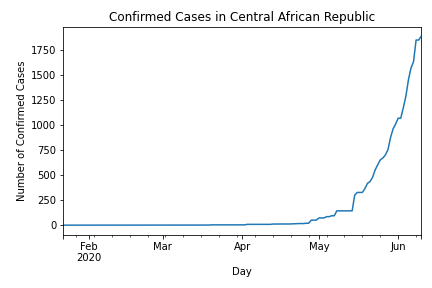 Confirmed Cases in Central African Republic
Number of Confirmed Cases
1750
1500
1250
1000
750
500
250
0
Feb
2020
Mar
Apr
May
Jun
Day